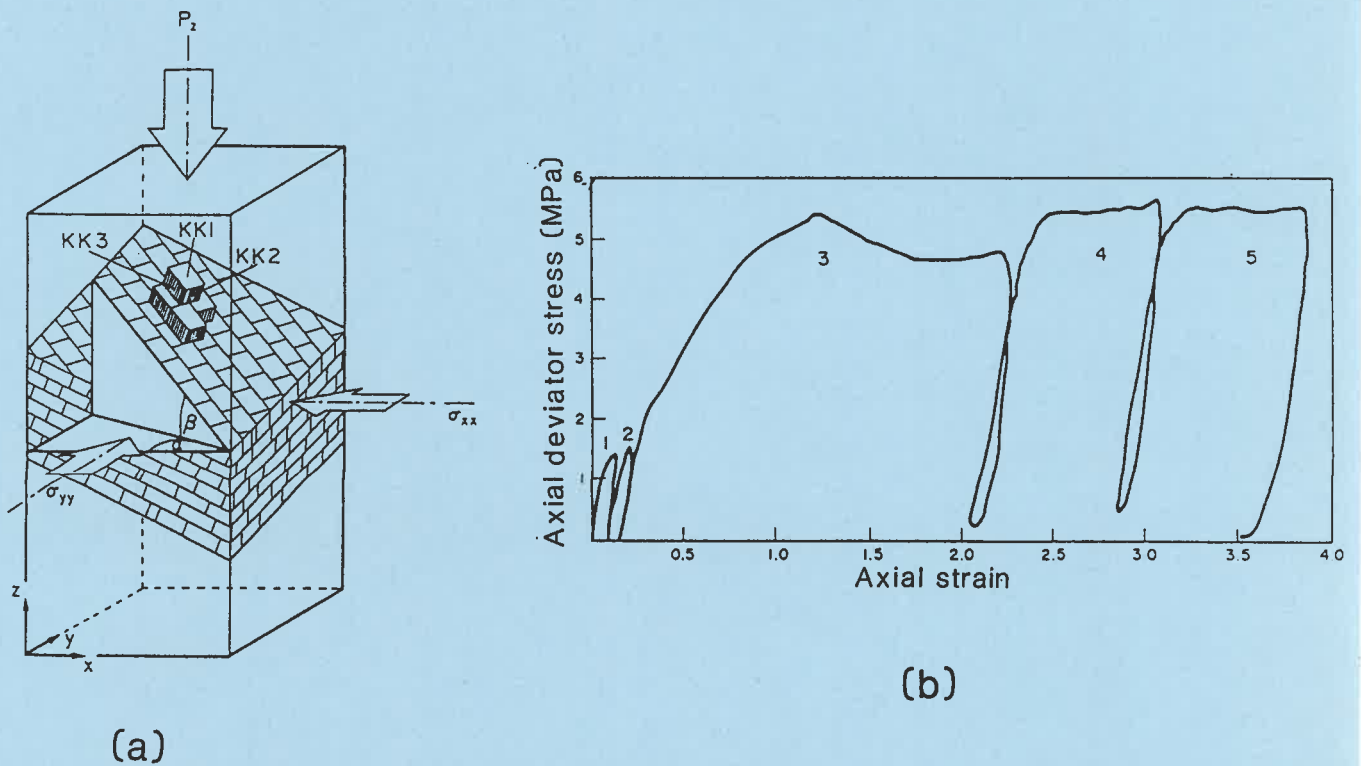 P_z
KK3
KK1
KK2
β
σ_xx
σ_yy
z
y
x
(a)
Axial deviator stress (MPa)
6
5
4
3
2
1
1
2
3
4
5
0.5
1.0
1.5
2.0
2.5
3.0
3.5
4.0
Axial strain
(b)